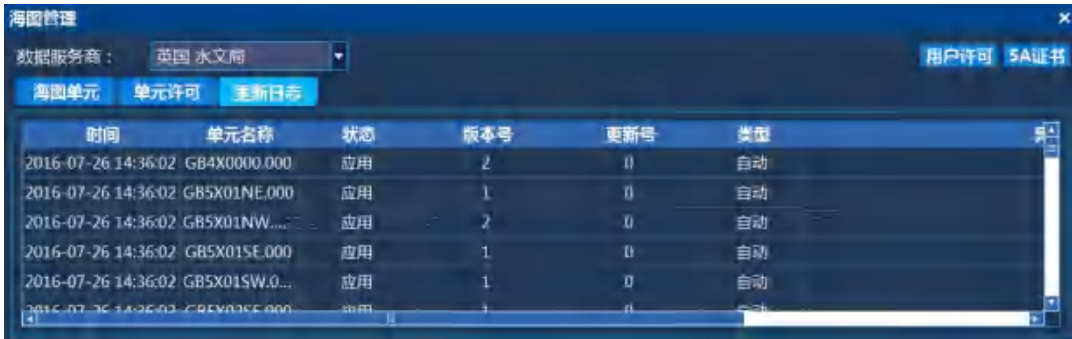 海图管理
数据服务商： 英国 水文局 用户许可 SA证书
海图单元 单元许可 更新日志
时间 单元名称 状态 版本号 更新号 类型
2016-07-26 14:36:02 GB4X0000.000 应用 2 0 自动
2016-07-26 14:36:02 GB5X01NE.000 应用 1 0 自动
2016-07-26 14:36:02 GB5X01NW.... 应用 2 0 自动
2016-07-26 14:36:02 GB5X01SE.000 应用 1 0 自动
2016-07-26 14:36:02 GB5X01SW.0... 应用 1 0 自动